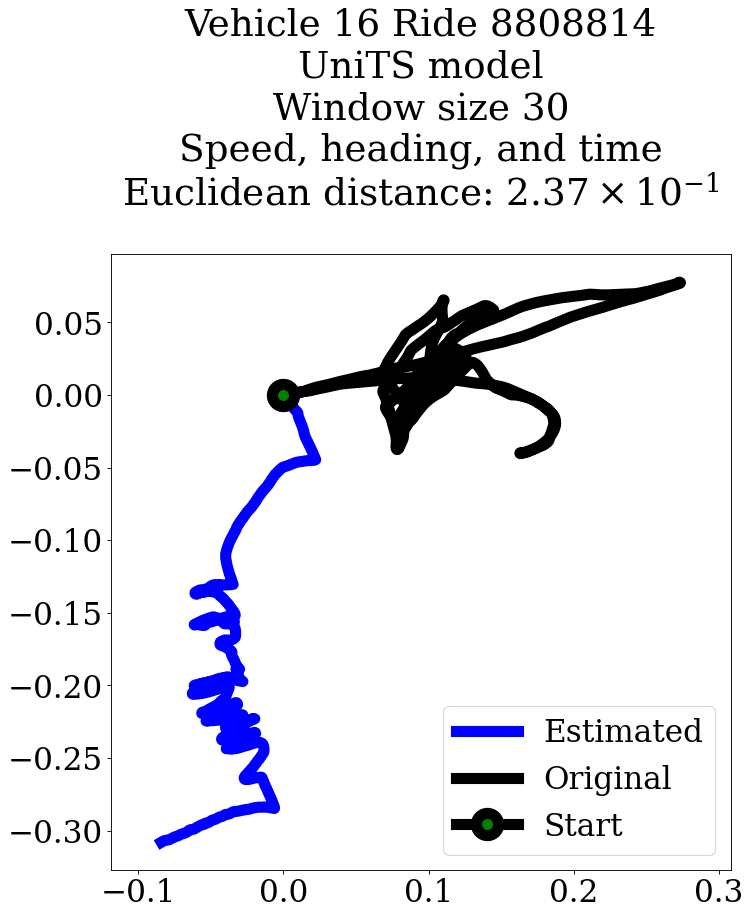 Vehicle 16 Ride 8808814
UniTS model
Window size 30
Speed, heading, and time
Euclidean distance: 2.37 × 10⁻¹
0.05
0.00
−0.05
−0.10
−0.15
−0.20
−0.25
−0.30
Estimated
Original
Start
−0.1 0.0 0.1 0.2 0.3